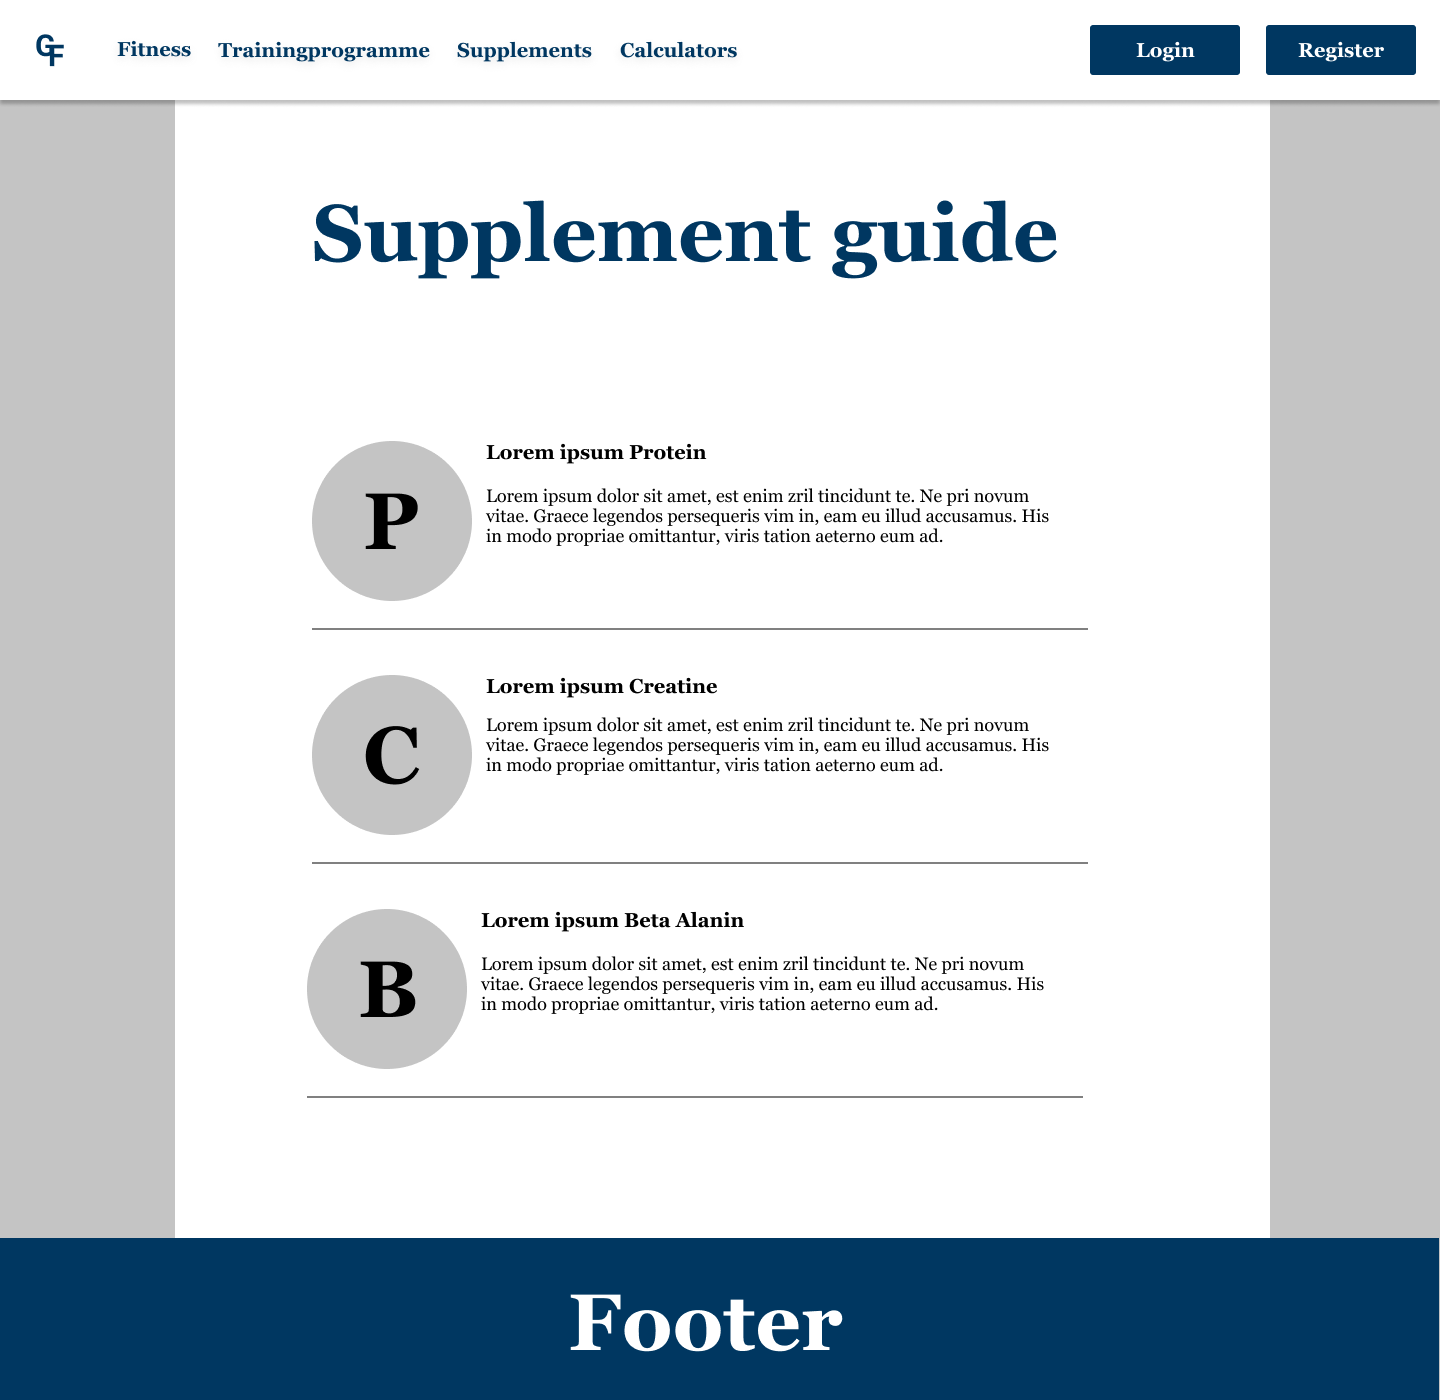 GF
Fitness Trainingprogramme Supplements Calculators Login Register
Supplement guide
P
Lorem ipsum Protein
Lorem ipsum dolor sit amet, est enim zril tincidunt te. Ne pri novum
vitae. Graece legendos persequeris vim in, eam eu illud accusamus. His
in modo propriae omittantur, viris tation aeterno eum ad.
C
Lorem ipsum Creatine
Lorem ipsum dolor sit amet, est enim zril tincidunt te. Ne pri novum
vitae. Graece legendos persequeris vim in, eam eu illud accusamus. His
in modo propriae omittantur, viris tation aeterno eum ad.
B
Lorem ipsum Beta Alanin
Lorem ipsum dolor sit amet, est enim zril tincidunt te. Ne pri novum
vitae. Graece legendos persequeris vim in, eam eu illud accusamus. His
in modo propriae omittantur, viris tation aeterno eum ad.
Footer